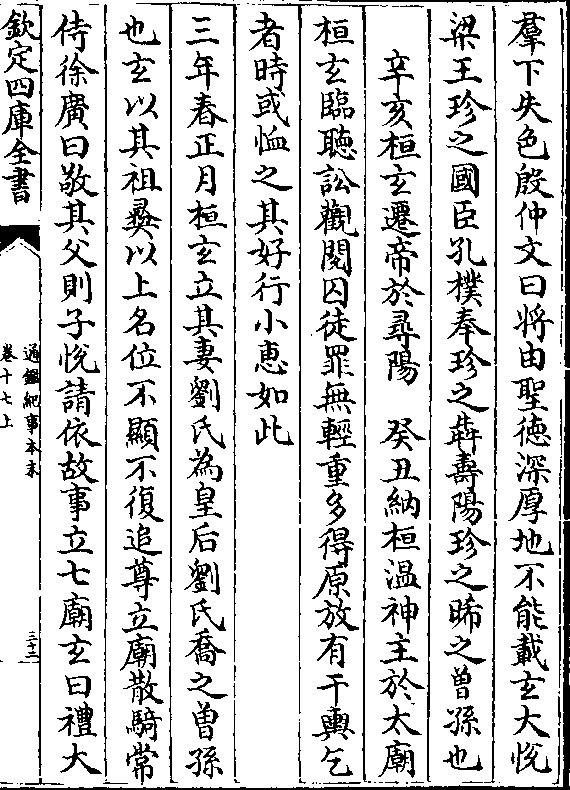 羣下失色殷仲文曰將由聖徳深厚地不能載玄大悦
梁王珍之國臣孔樸奉珍之犇壽陽珍之晞之曾孫也
辛亥桓玄遷帝於尋陽　癸丑納桓温神主於太廟
桓玄臨聽訟觀閲囚徒罪無輕重多得原放有干輿乞
者時或恤之其好行小恵如此
三年春正月桓玄立其妻劉氏為皇后劉氏喬之曾孫
也玄以其祖彛以上名位不顯不復追尊立廟散騎常
侍徐廣曰敬其父則子悦請依故事立七廟玄曰禮大
欽定四庫全書
通鑑紀事本末
卷十七上
三十二